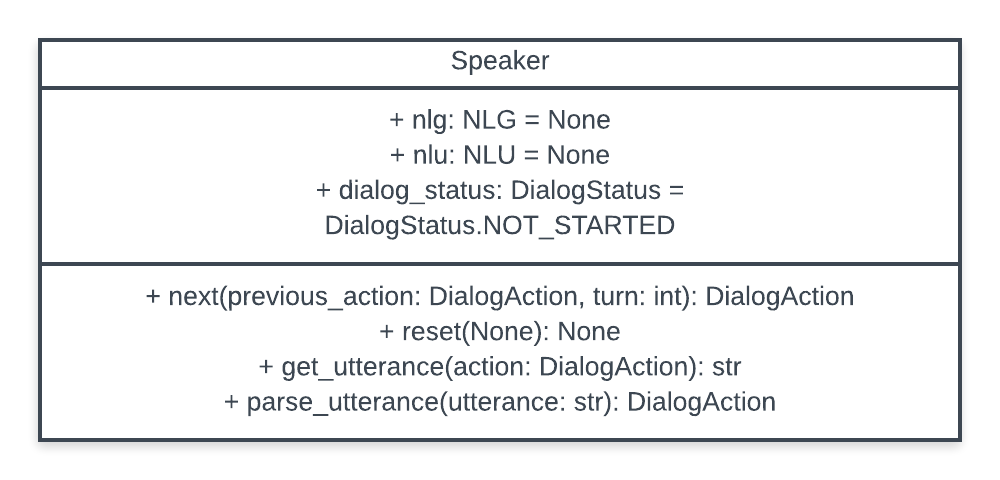 Speaker
+ nlg: NLG = None
+ nlu: NLU = None
+ dialog_status: DialogStatus =
DialogStatus.NOT_STARTED
+ next(previous_action: DialogAction, turn: int): DialogAction
+ reset(None): None
+ get_utterance(action: DialogAction): str
+ parse_utterance(utterance: str): DialogAction